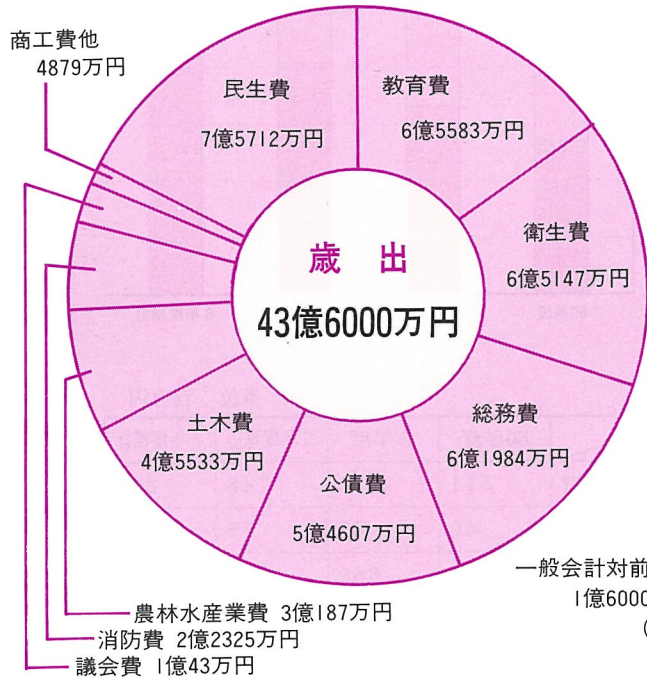 商工費他
4879万円
民生費
7億5712万円
教育費
6億5583万円
衛生費
6億5147万円
歳 出
43億6000万円
総務費
6億1984万円
公債費
5億4607万円
土木費
4億5533万円
農林水産業費 3億187万円
消防費 2億2325万円
議会費 1億43万円
一般会計対前
1億6000
(